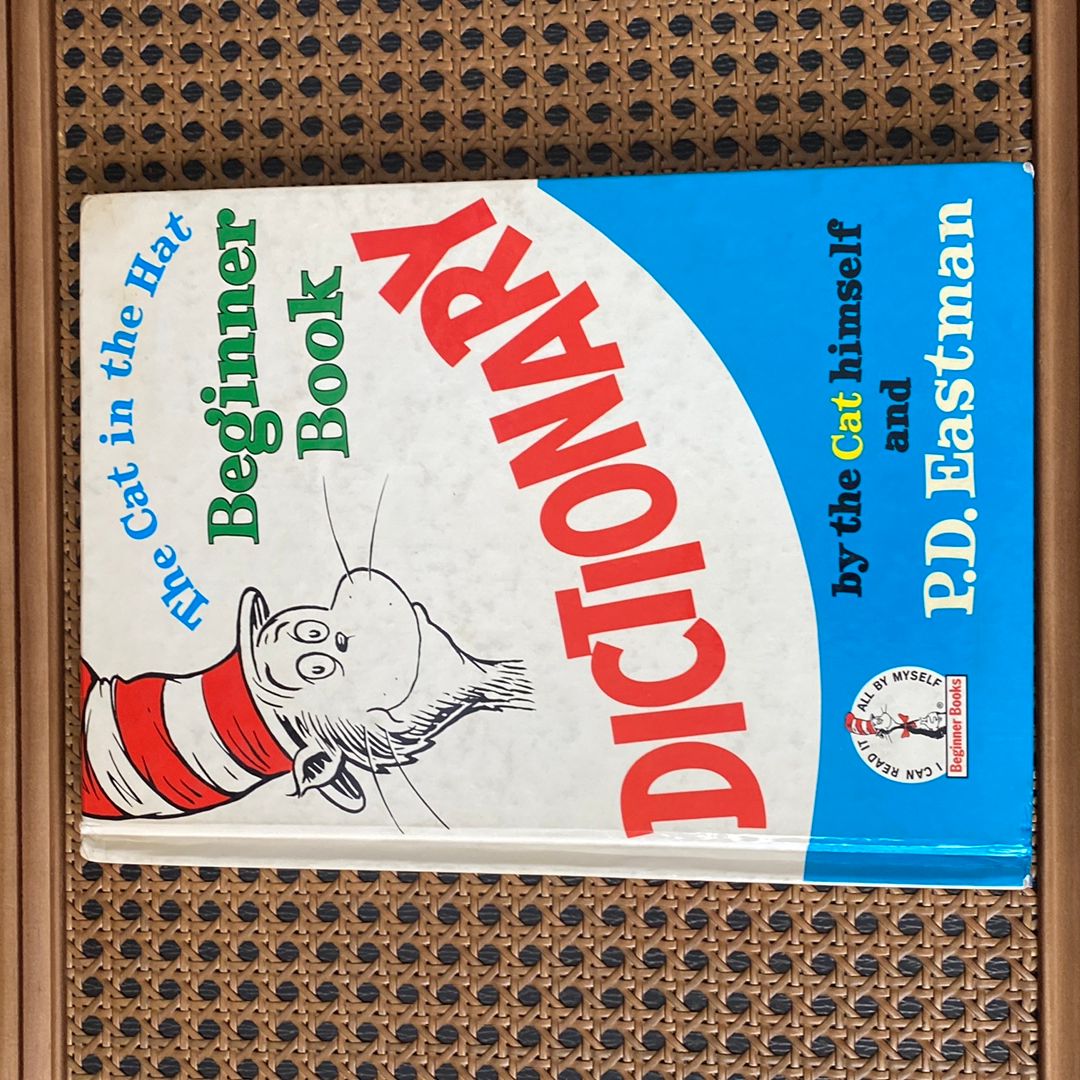 The Cat in the Hat
Beginner
Book
DICTIONARY
by the Cat himself
and
P.D. Eastman
I CAN READ IT ALL BY MYSELF
®
Beginner Books